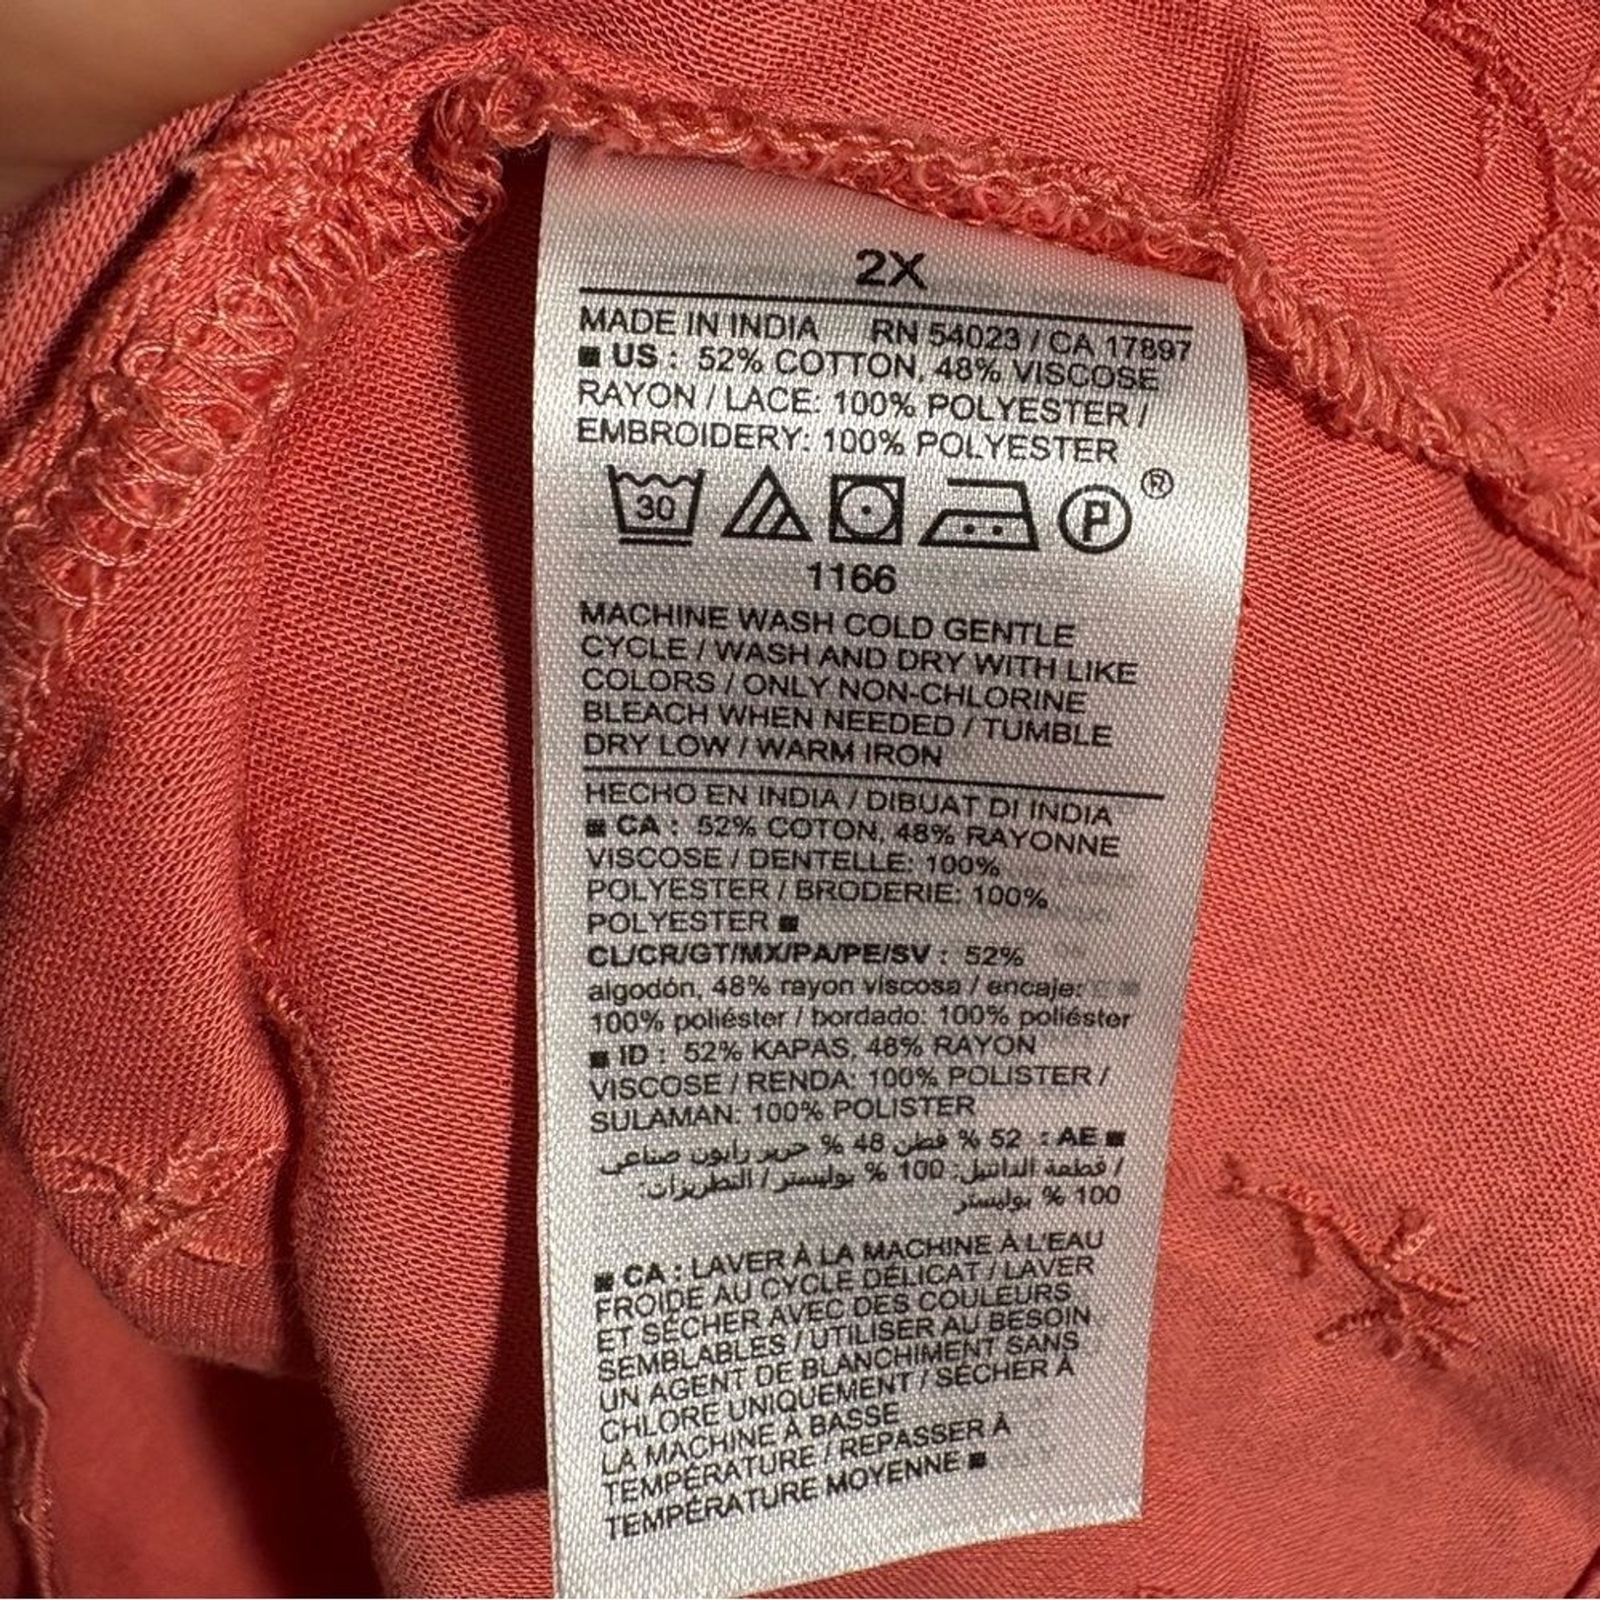 2X
MADE IN INDIA RN 54023 / CA 17897
■ US : 52% COTTON, 48% VISCOSE
RAYON / LACE: 100% POLYESTER /
EMBROIDERY: 100% POLYESTER
30 P ®
1166
MACHINE WASH COLD GENTLE
CYCLE / WASH AND DRY WITH LIKE
COLORS / ONLY NON-CHLORINE
BLEACH WHEN NEEDED / TUMBLE
DRY LOW / WARM IRON
HECHO EN INDIA / DIBUAT DI INDIA
■ CA : 52% COTON, 48% RAYONNE
VISCOSE / DENTELLE: 100%
POLYESTER / BRODERIE: 100%
POLYESTER ■
CL/CR/GT/MX/PA/PE/SV : 52%
algodón, 48% rayon viscosa / encaje:
100% poliéster / bordado: 100% poliéster
■ ID : 52% KAPAS, 48% RAYON
VISCOSE / RENDA: 100% POLISTER /
SULAMAN: 100% POLISTER
■ AE : 52 % قطن 48 % حرير رايون صناعي
/ قطعة الدانتيل: 100 % بوليستر / التطريزات:
100 % بوليستر
■ CA : LAVER À LA MACHINE À L'EAU
FROIDE AU CYCLE DÉLICAT / LAVER
ET SÉCHER AVEC DES COULEURS
SEMBLABLES / UTILISER AU BESOIN
UN AGENT DE BLANCHIMENT SANS
CHLORE UNIQUEMENT / SÉCHER À
LA MACHINE À BASSE
TEMPÉRATURE / REPASSER À
TEMPÉRATURE MOYENNE ■